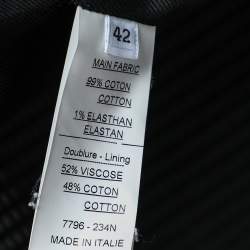 42
MAIN FABRIC
99% COTON
COTTON
1% ELASTHAN
ELASTAN
Doublure - Lining
52% VISCOSE
48% COTON
COTTON
7796 - 234N
MADE IN ITALIE